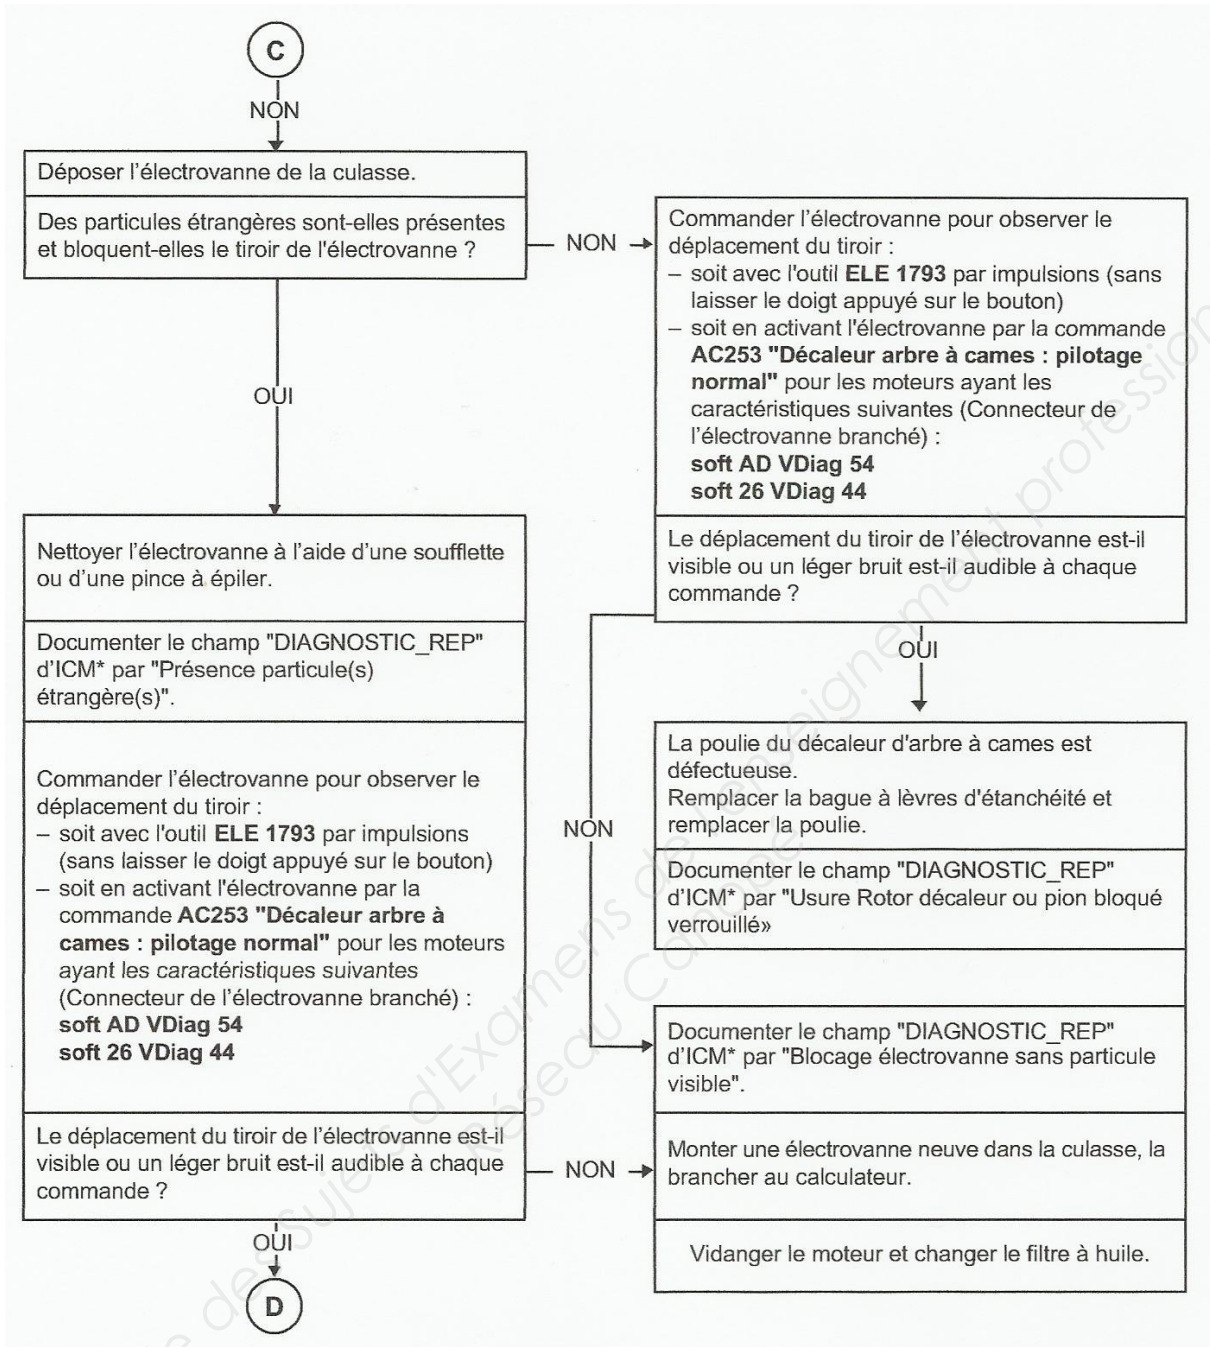 C
NON
Déposer l'électrovanne de la culasse.
Des particules étrangères sont-elles présentes
et bloquent-elles le tiroir de l'électrovanne ?
NON
Commander l'électrovanne pour observer le
déplacement du tiroir :
– soit avec l'outil ELE 1793 par impulsions (sans
laisser le doigt appuyé sur le bouton)
– soit en activant l'électrovanne par la commande
AC253 "Décaleur arbre à cames : pilotage
normal" pour les moteurs ayant les
caractéristiques suivantes (Connecteur de
l'électrovanne branché) :
soft AD VDiag 54
soft 26 VDiag 44
Le déplacement du tiroir de l'électrovanne est-il
visible ou un léger bruit est-il audible à chaque
commande ?
OUI
OUI
Nettoyer l'électrovanne à l'aide d'une soufflette
ou d'une pince à épiler.
Documenter le champ "DIAGNOSTIC_REP"
d'ICM* par "Présence particule(s)
étrangère(s)".
Commander l'électrovanne pour observer le
déplacement du tiroir :
– soit avec l'outil ELE 1793 par impulsions
(sans laisser le doigt appuyé sur le bouton)
– soit en activant l'électrovanne par la
commande AC253 "Décaleur arbre à
cames : pilotage normal" pour les moteurs
ayant les caractéristiques suivantes
(Connecteur de l'électrovanne branché) :
soft AD VDiag 54
soft 26 VDiag 44
Le déplacement du tiroir de l'électrovanne est-il
visible ou un léger bruit est-il audible à chaque
commande ?
NON
La poulie du décaleur d'arbre à cames est
défectueuse.
Remplacer la bague à lèvres d'étanchéité et
remplacer la poulie.
Documenter le champ "DIAGNOSTIC_REP"
d'ICM* par "Usure Rotor décaleur ou pion bloqué
verrouillé»
Documenter le champ "DIAGNOSTIC_REP"
d'ICM* par "Blocage électrovanne sans particule
visible".
NON
Monter une électrovanne neuve dans la culasse, la
brancher au calculateur.
Vidanger le moteur et changer le filtre à huile.
OUI
D
des Sujets d'Examens de l'enseignement profession
Réseau Canopé